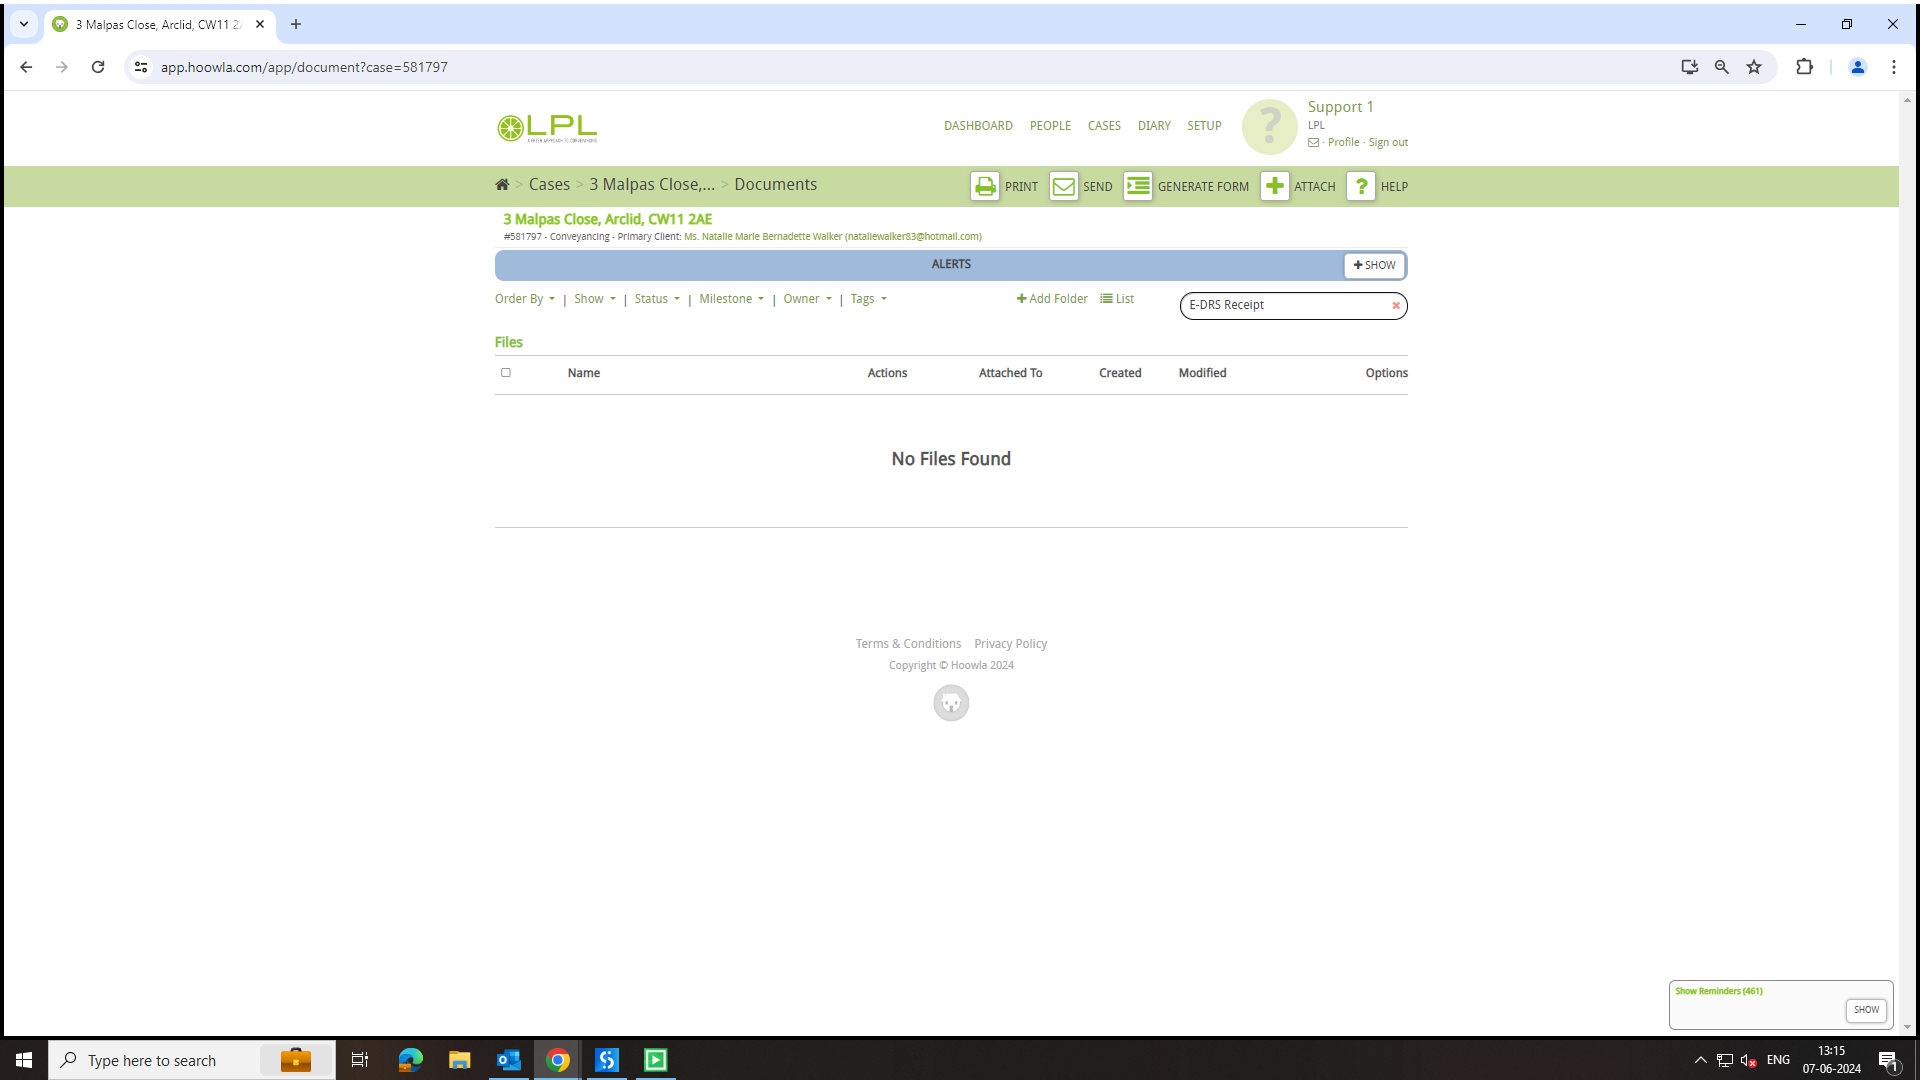 3 Malpas Close, Arclid, CW11 2
app.hoowla.com/app/document?case=581797
LPL
A FRESH APPROACH TO CONVEYANCING
DASHBOARD PEOPLE CASES DIARY SETUP
?
Support 1
LPL
· Profile · Sign out
> Cases > 3 Malpas Close,... > Documents
PRINT SEND GENERATE FORM ATTACH ? HELP
3 Malpas Close, Arclid, CW11 2AE
#581797 - Conveyancing - Primary Client: Ms. Natalie Marie Bernadette Walker (nataliewalker83@hotmail.com)
ALERTS
SHOW
Order By | Show | Status | Milestone | Owner | Tags
Add Folder List
E-DRS Receipt
Files
Name Actions Attached To Created Modified Options
No Files Found
Terms & Conditions Privacy Policy
Copyright © Hoowla 2024
Show Reminders (461)
SHOW
Type here to search
ENG
13:15
07-06-2024
1